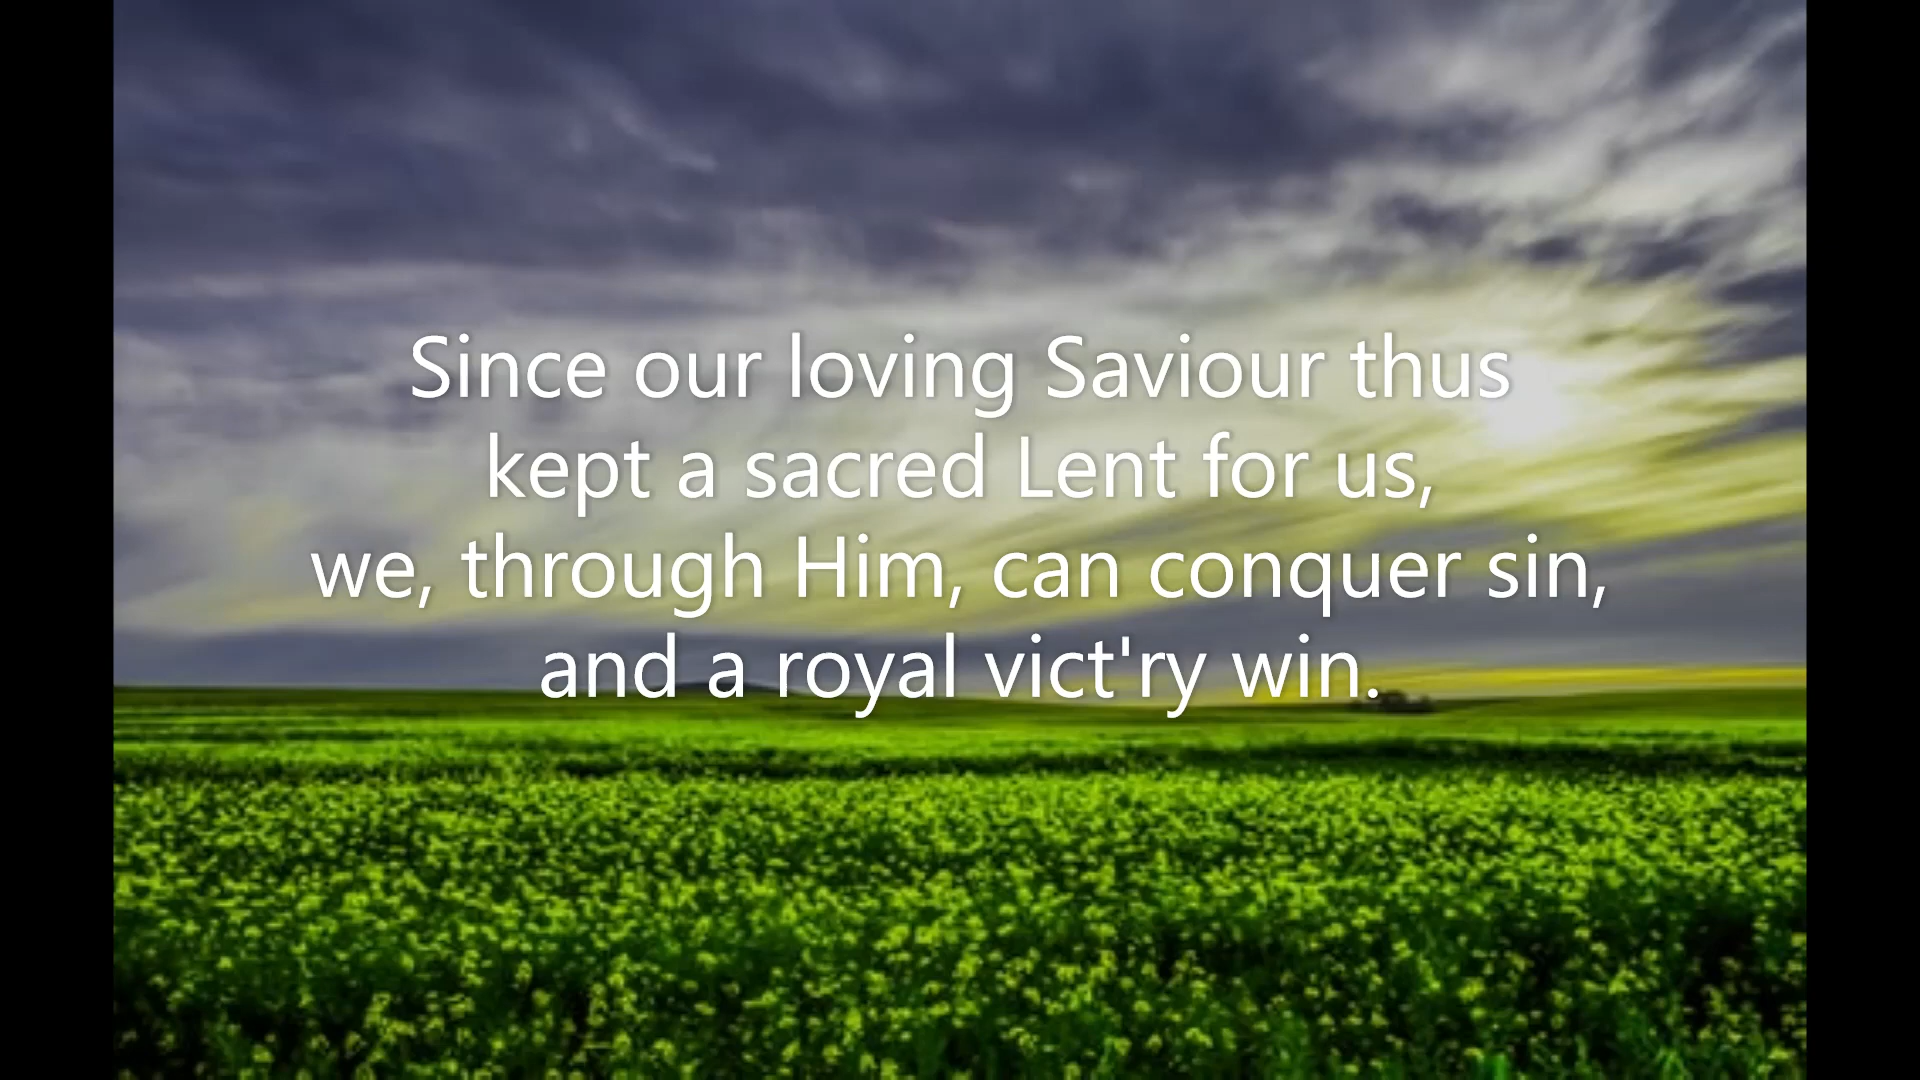 Since our loving Saviour thus
kept a sacred Lent for us,
we, through Him, can conquer sin,
and a royal vict'ry win.